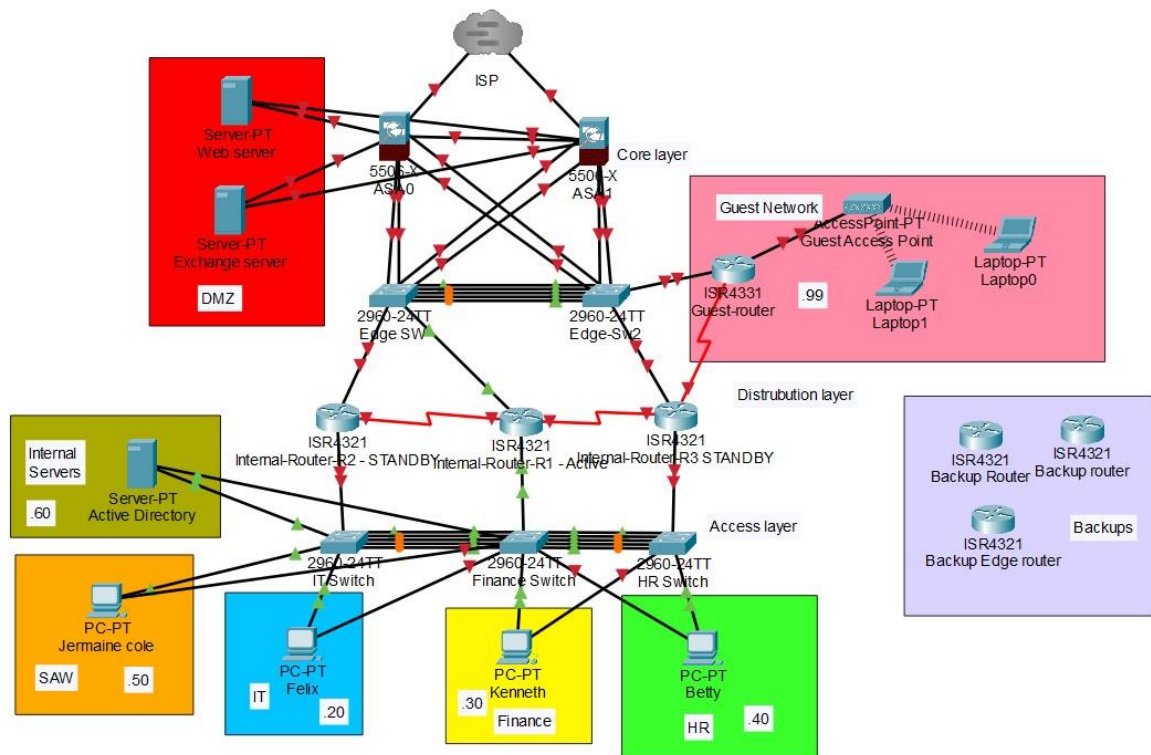 ISP
Server-PT
Web server
Server-PT
Exchange server
DMZ
5506-X
ASA0
5506-X
ASA1
Core layer
Guest Network
AccessPoint-PT
Guest Access Point
Laptop-PT
Laptop0
Laptop-PT
Laptop1
ISR4331
Guest-router
.99
2960-24TT
Edge SW
2960-24TT
Edge-Sw2
Distrubution layer
ISR4321
Internal-Router-R2 - STANDBY
ISR4321
Internal-Router-R1 - Active
ISR4321
Internal-Router-R3 STANDBY
ISR4321
Backup Router
ISR4321
Backup router
ISR4321
Backup Edge router
Backups
Internal
Servers
.60
Server-PT
Active Directory
Access layer
2960-24TT
IT Switch
2960-24TT
Finance Switch
2960-24TT
HR Switch
PC-PT
Jermaine cole
SAW
.50
PC-PT
Felix
IT
.20
PC-PT
Kenneth
.30
Finance
PC-PT
Betty
HR
.40